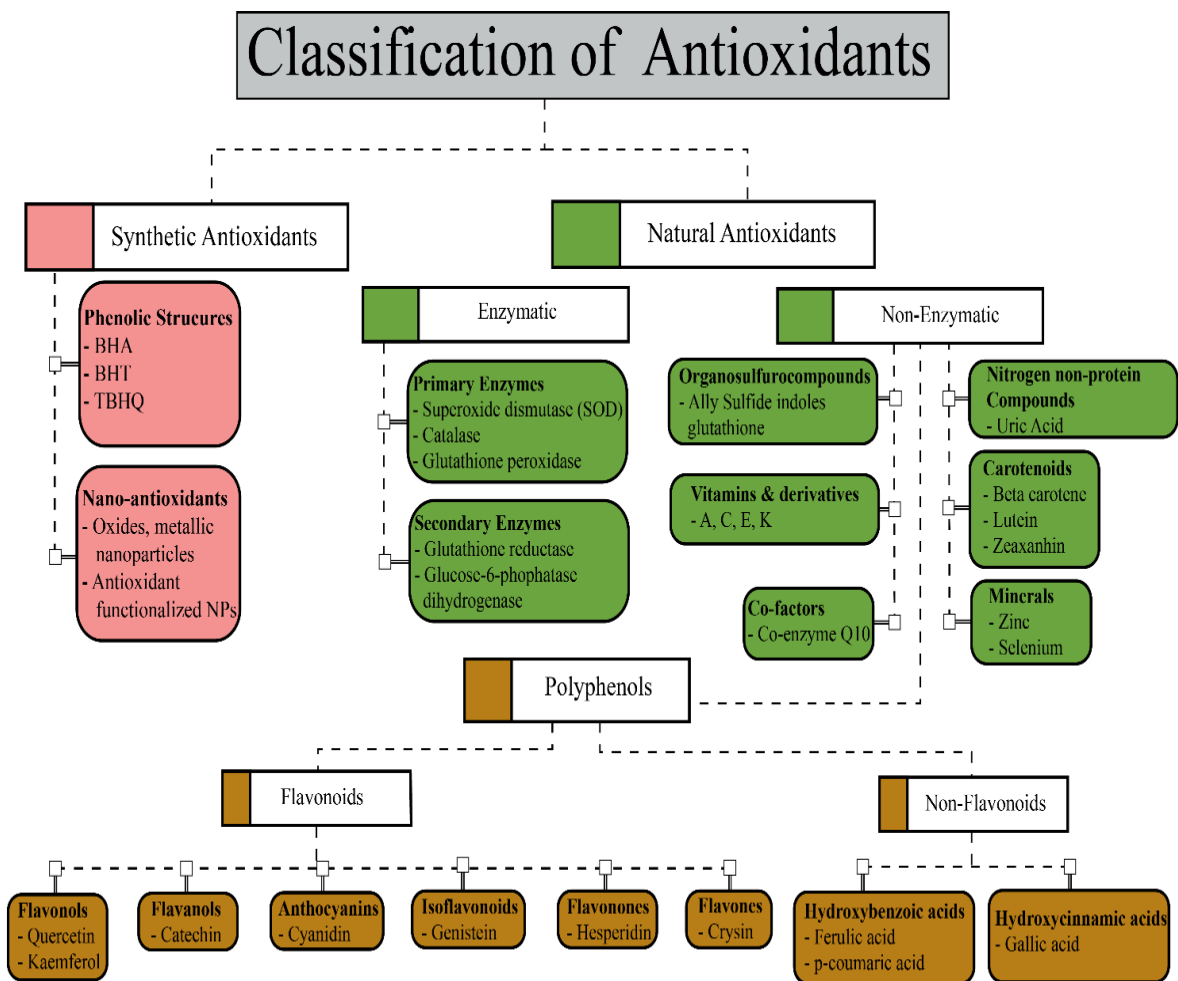 Classification of Antioxidants
Synthetic Antioxidants
Natural Antioxidants
Phenolic Strucures
- BHA
- BHT
- TBHQ
Nano-antioxidants
- Oxides, metallic
nanoparticles
- Antioxidant
functionalized NPs
Enzymatic
Primary Enzymes
- Superoxide dismutase (SOD)
- Catalase
- Glutathione peroxidase
Secondary Enzymes
- Glutathione reductase
- Glucose-6-phophatase
dihydrogenase
Non-Enzymatic
Organosulfurocompounds
- Ally Sulfide indoles
glutathione
Vitamins & derivatives
- A, C, E, K
Co-factors
- Co-enzyme Q10
Nitrogen non-protein
Compounds
- Uric Acid
Carotenoids
- Beta carotene
- Lutein
- Zeaxanhin
Minerals
- Zinc
- Selenium
Polyphenols
Flavonoids
Non-Flavonoids
Flavonols
- Quercetin
- Kaemferol
Flavanols
- Catechin
Anthocyanins
- Cyanidin
Isoflavonoids
- Genistein
Flavonones
- Hesperidin
Flavones
- Crysin
Hydroxybenzoic acids
- Ferulic acid
- p-coumaric acid
Hydroxycinnamic acids
- Gallic acid